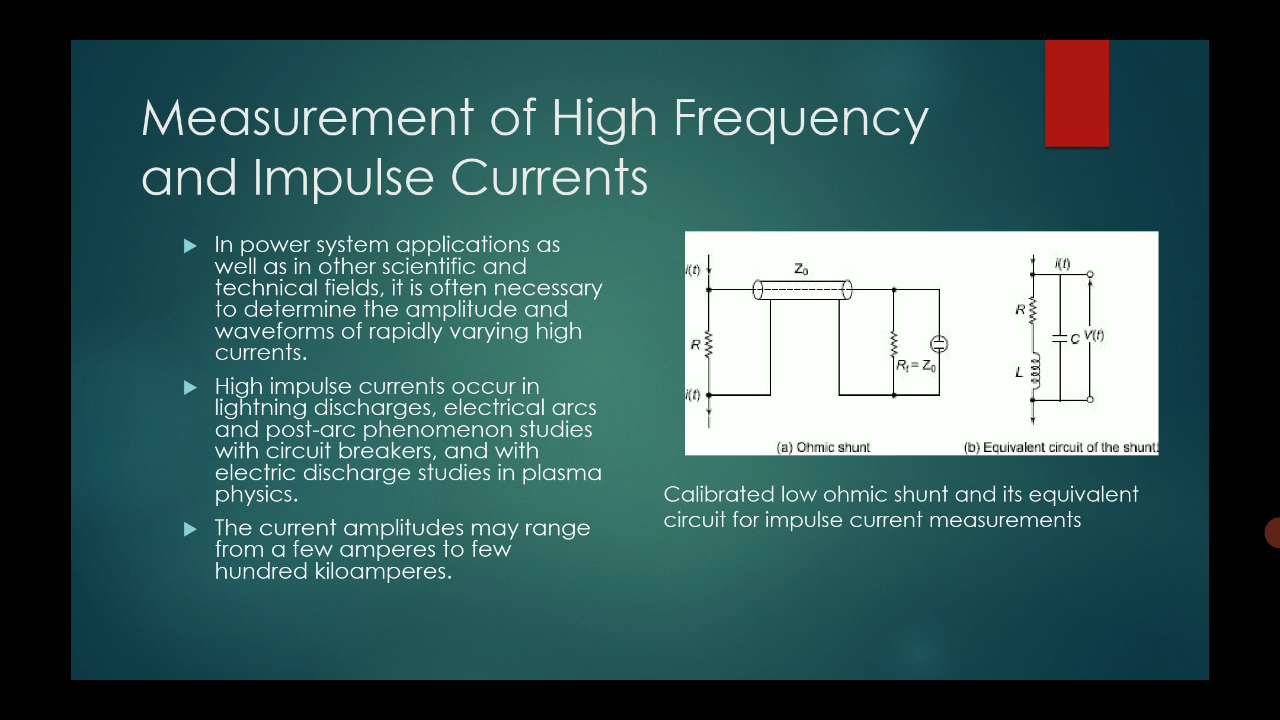 Measurement of High Frequency
and Impulse Currents
In power system applications as
well as in other scientific and
technical fields, it is often necessary
to determine the amplitude and
waveforms of rapidly varying high
currents.
High impulse currents occur in
lightning discharges, electrical arcs
and post-arc phenomenon studies
with circuit breakers, and with
electric discharge studies in plasma
physics.
The current amplitudes may range
from a few amperes to few
hundred kiloamperes.
i(t)
Z₀
R
Rₜ = Z₀
i(t)
(a) Ohmic shunt
i(t)
R
C V(t)
L
(b) Equivalent circuit of the shunt
Calibrated low ohmic shunt and its equivalent
circuit for impulse current measurements